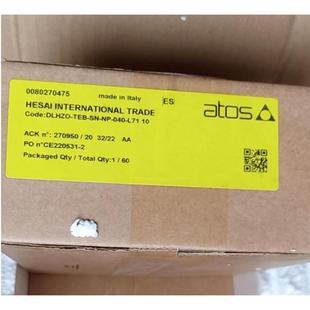 0080270475
made in Italy
ES
HESAI INTERNATIONAL TRADE
Code:DLHZO-TEB-SN-NP-040-L71 10
atos
ACK n°: 270950 / 20 32/22 AA
PO n°CE220531-2
Packaged Qty / Total Qty:1 / 60